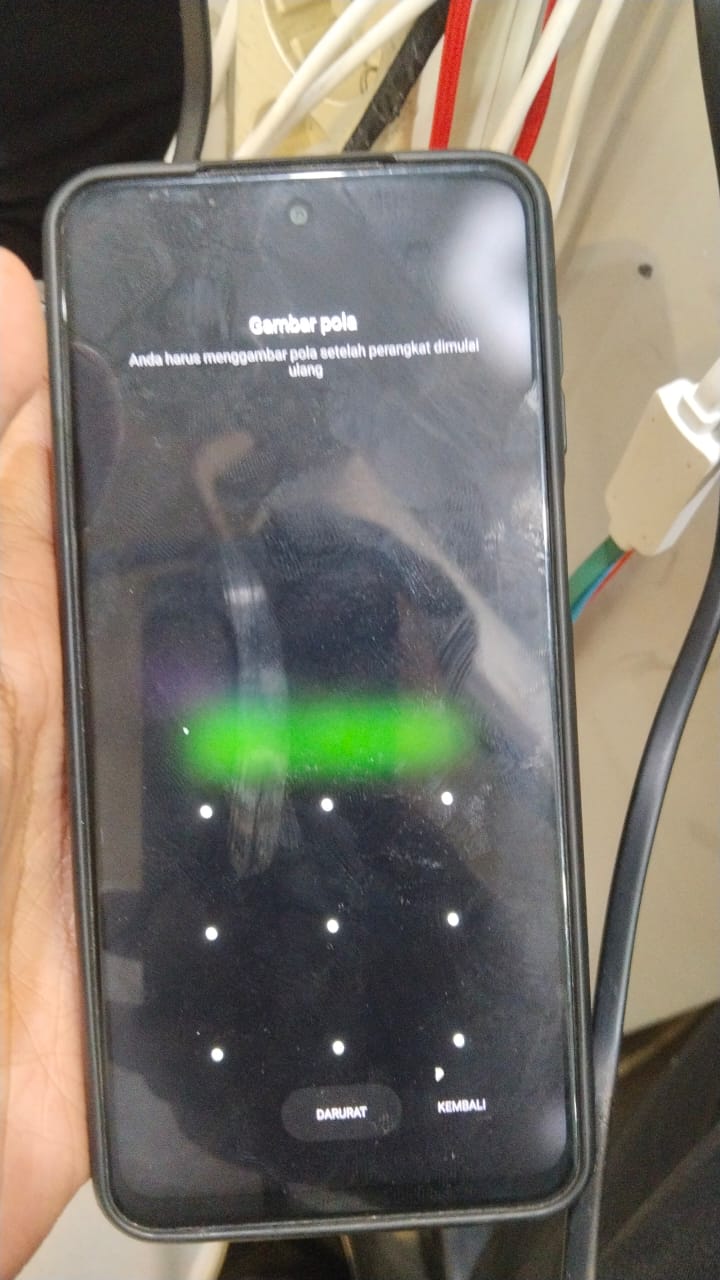 Gambar pola
Anda harus menggambar pola setelah perangkat dimulai
ulang
DARURAT
KEMBALI